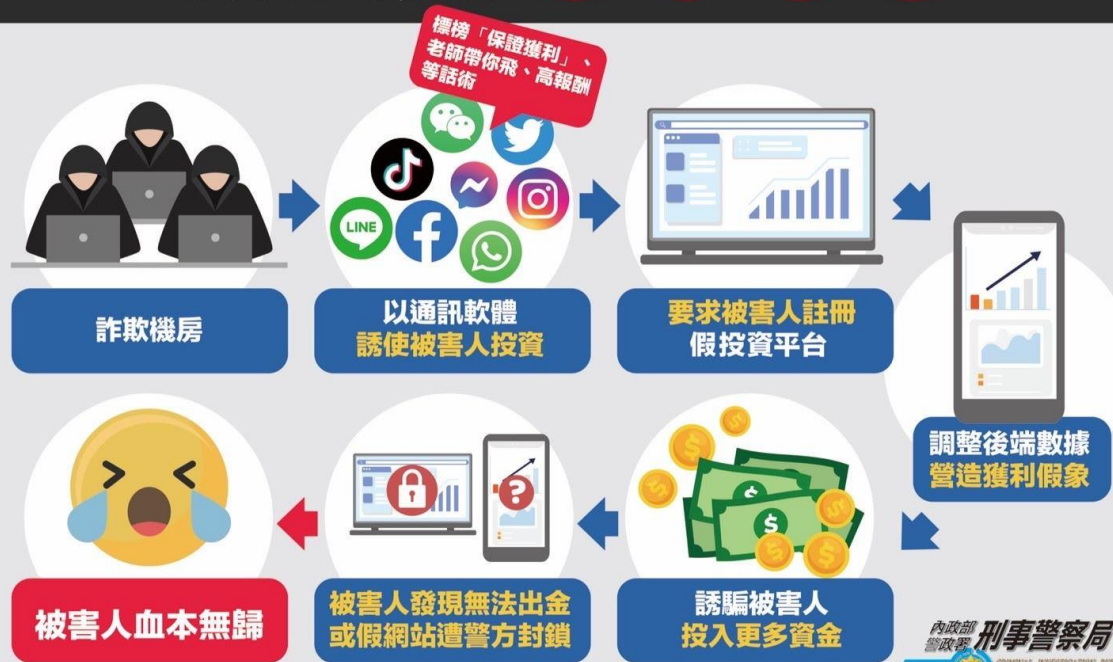 標榜「保證獲利」、
老師帶你飛、高報酬
等話術
LINE
詐欺機房
以通訊軟體
誘使被害人投資
要求被害人註冊
假投資平台
調整後端數據
營造獲利假象
誘騙被害人
投入更多資金
被害人發現無法出金
或假網站遭警方封鎖
被害人血本無歸
內政部
警政署
刑事警察局